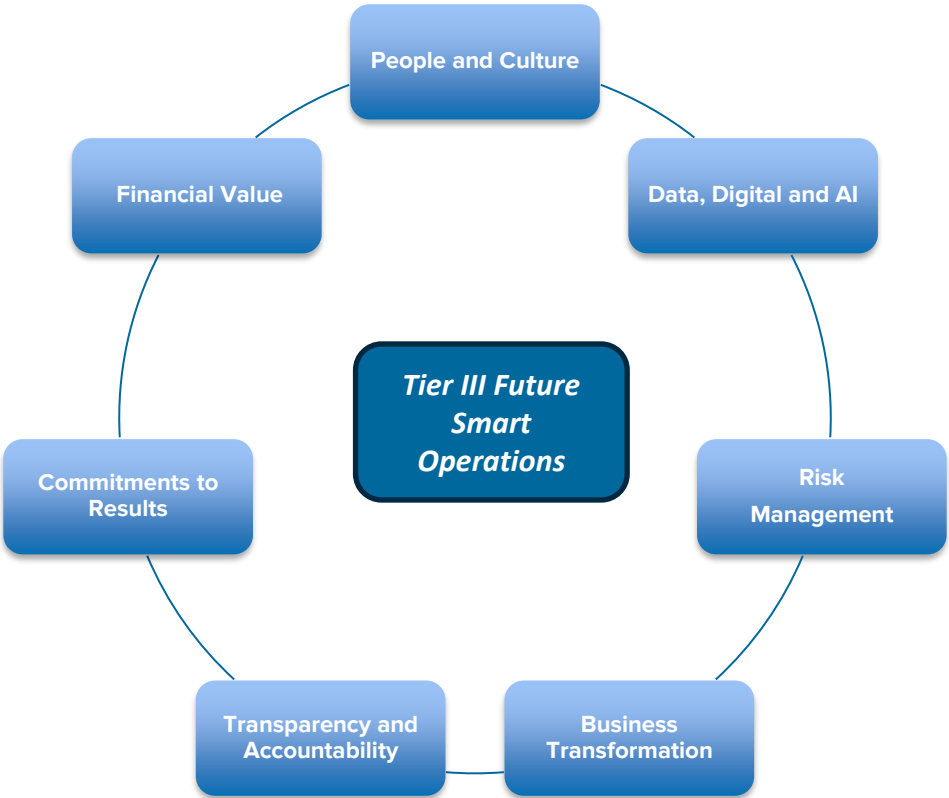 People and Culture
Financial Value
Data, Digital and AI
Tier III Future
Smart
Operations
Commitments to
Results
Risk
Management
Transparency and
Accountability
Business
Transformation